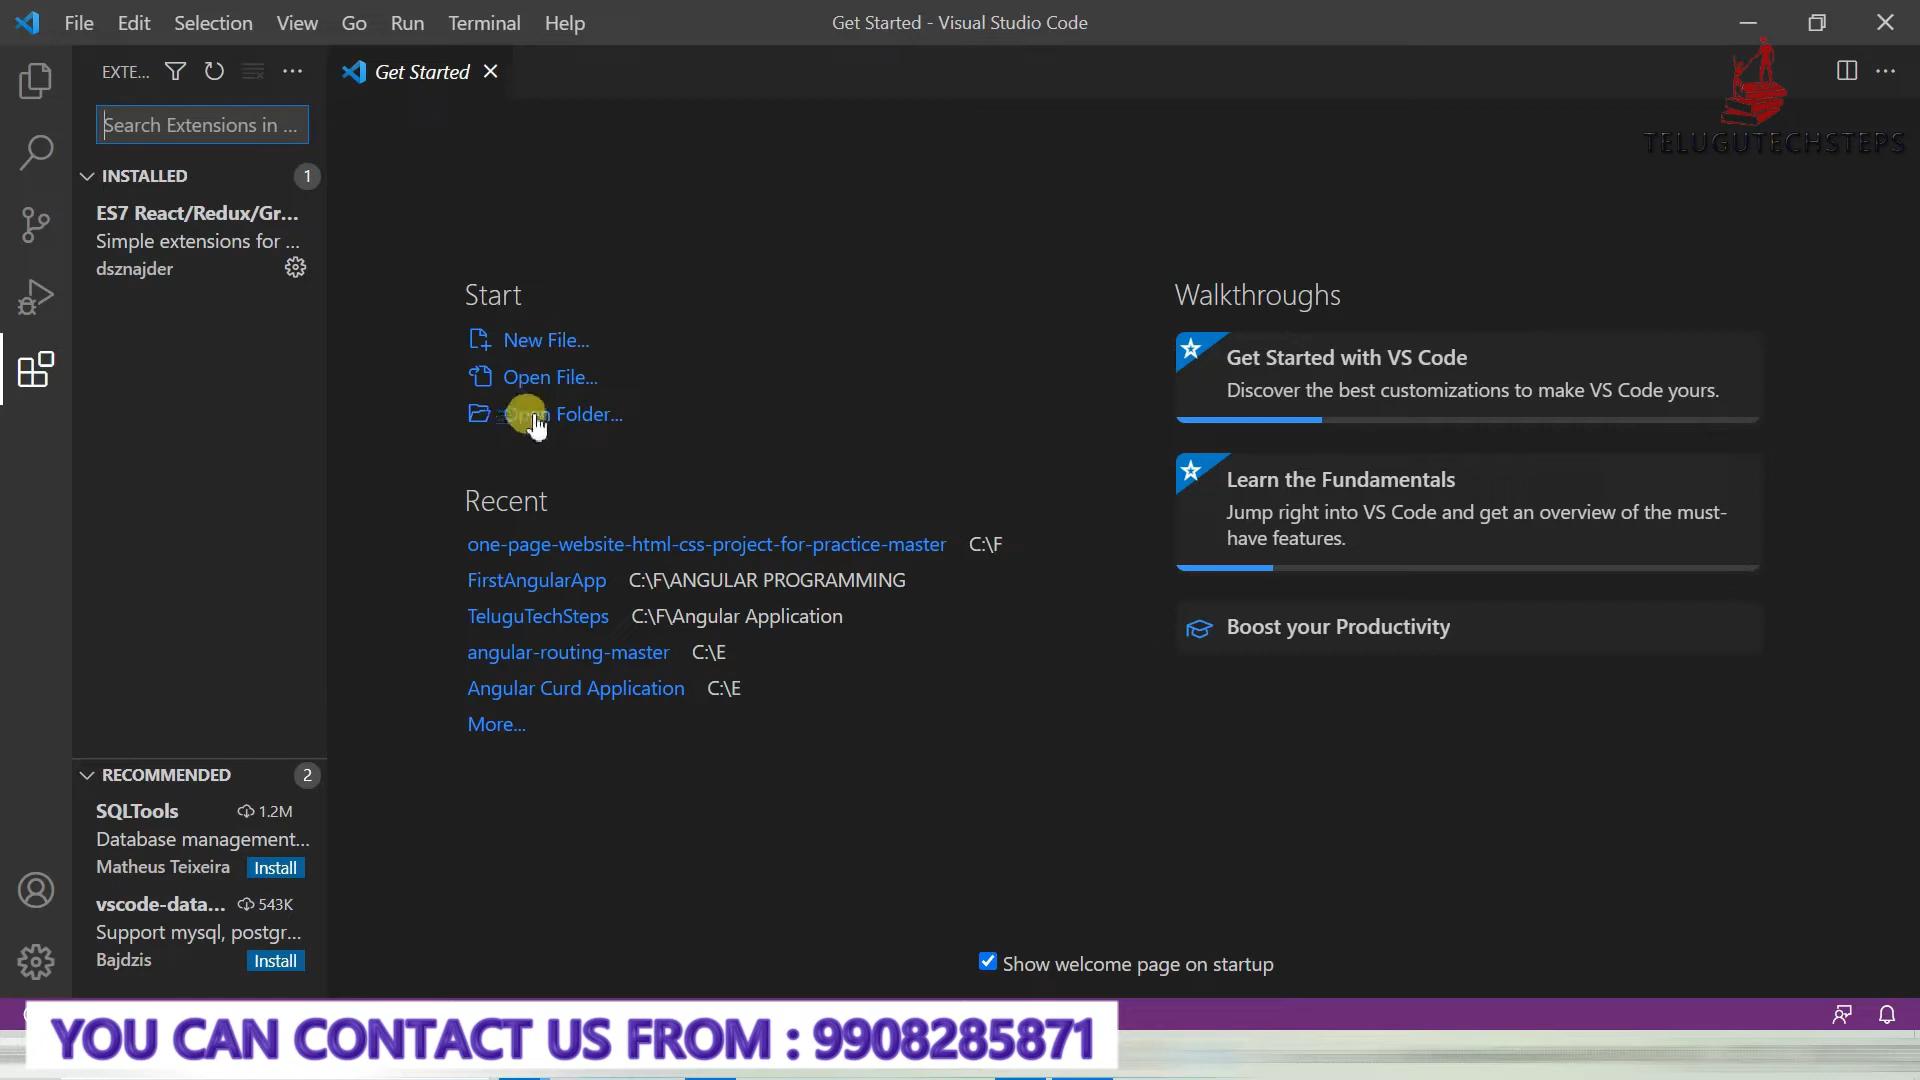 File Edit Selection View Go Run Terminal Help
Get Started - Visual Studio Code
EXTE...
Get Started
TELUGUTECHSTEPS
Search Extensions in ...
INSTALLED 1
ES7 React/Redux/Gr...
Simple extensions for ...
dsznajder
Start
New File...
Open File...
Open Folder...
Recent
one-page-website-html-css-project-for-practice-master C:\F
FirstAngularApp C:\F\ANGULAR PROGRAMMING
TeluguTechSteps C:\F\Angular Application
angular-routing-master C:\E
Angular Curd Application C:\E
More...
Walkthroughs
Get Started with VS Code
Discover the best customizations to make VS Code yours.
Learn the Fundamentals
Jump right into VS Code and get an overview of the must-
have features.
Boost your Productivity
RECOMMENDED 2
SQLTools 1.2M
Database management...
Matheus Teixeira Install
vscode-data... 543K
Support mysql, postgr...
Bajdzis Install
Show welcome page on startup
YOU CAN CONTACT US FROM : 9908285871